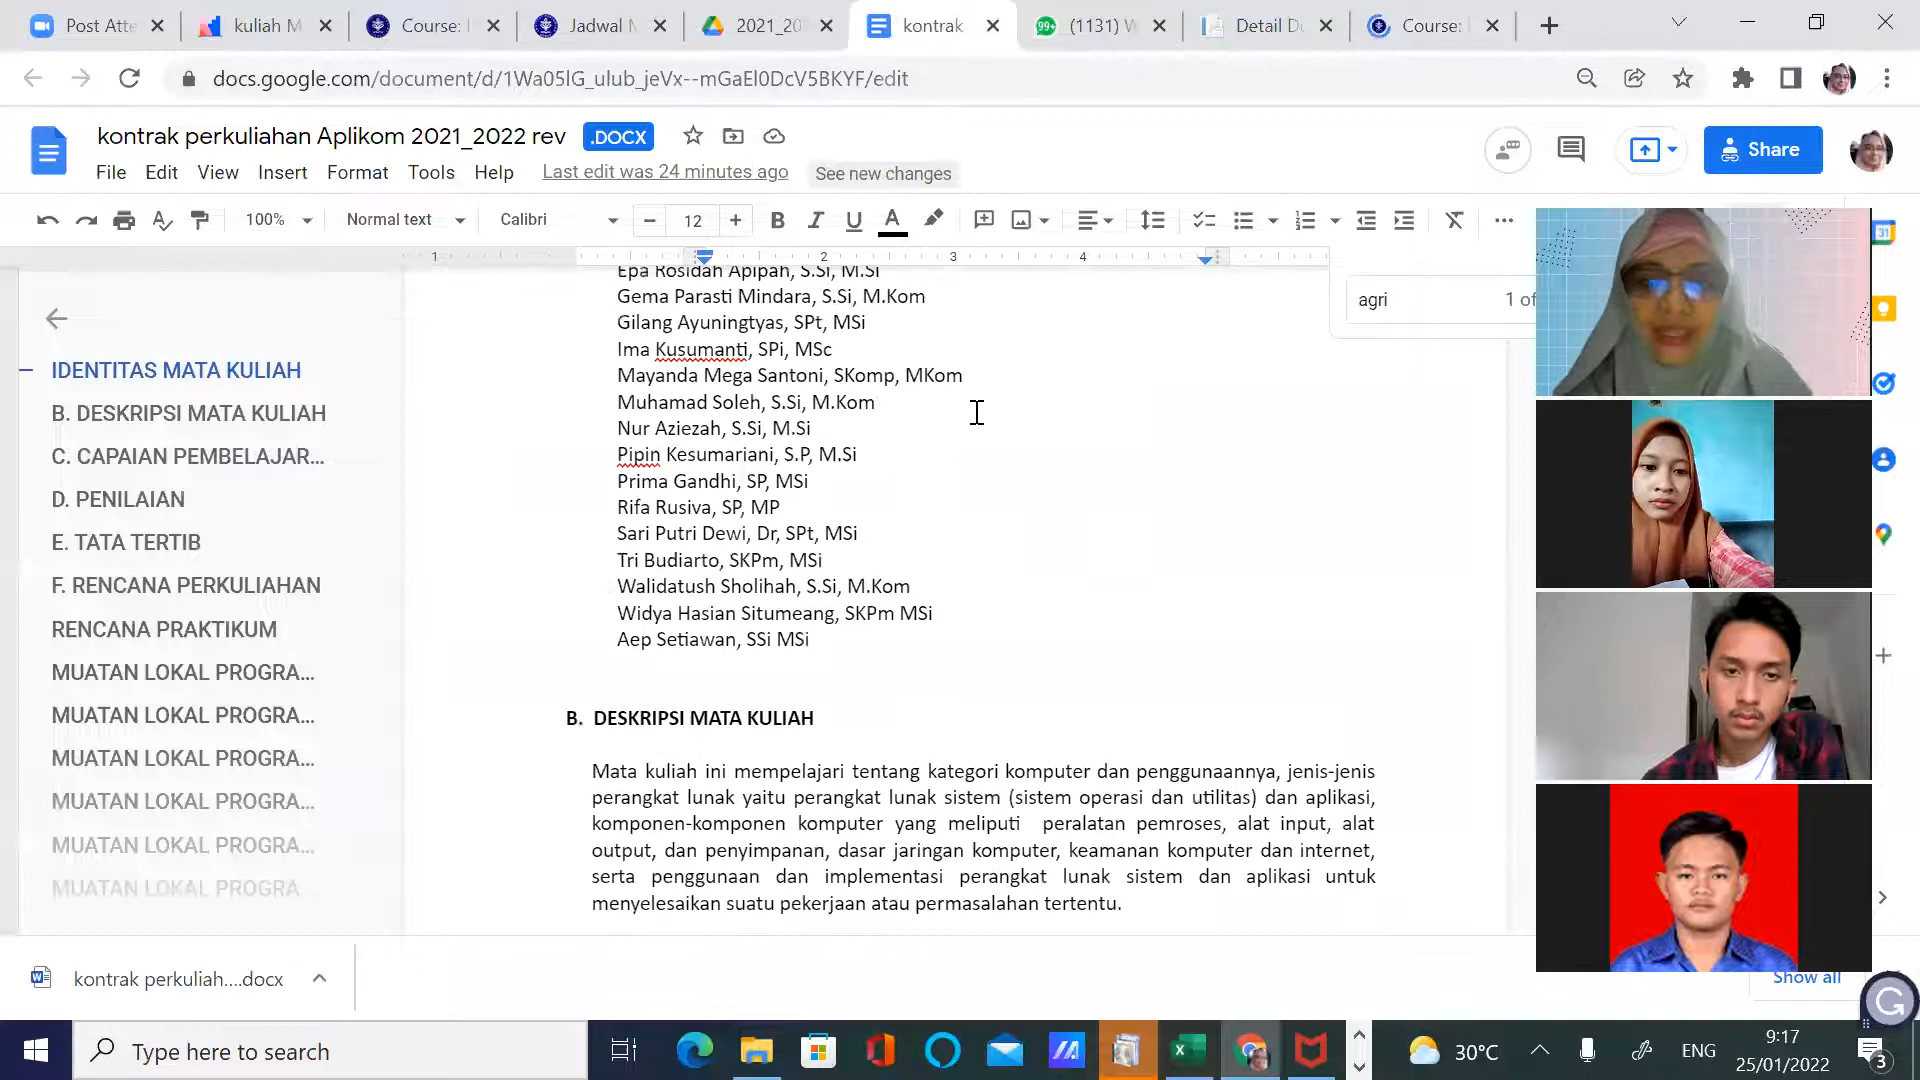 Post Atte
kuliah M
Course: I
Jadwal M
2021_20
kontrak
(1131) W
Detail Du
Course:
docs.google.com/document/d/1Wa05lG_ulub_jeVx--mGaEl0DcV5BKYF/edit
kontrak perkuliahan Aplikom 2021_2022 rev
.DOCX
Share
File Edit View Insert Format Tools Help Last edit was 24 minutes ago See new changes
100% Normal text Calibri 12
1 2 3 4
agri 1 of
IDENTITAS MATA KULIAH
B. DESKRIPSI MATA KULIAH
C. CAPAIAN PEMBELAJAR...
D. PENILAIAN
E. TATA TERTIB
F. RENCANA PERKULIAHAN
RENCANA PRAKTIKUM
MUATAN LOKAL PROGRA...
MUATAN LOKAL PROGRA...
MUATAN LOKAL PROGRA...
MUATAN LOKAL PROGRA...
MUATAN LOKAL PROGRA...
MUATAN LOKAL PROGRA
Epa Rosidah Apipah, S.Si, M.Si
Gema Parasti Mindara, S.Si, M.Kom
Gilang Ayuningtyas, SPt, MSi
Ima Kusumanti, SPi, MSc
Mayanda Mega Santoni, SKomp, MKom
Muhamad Soleh, S.Si, M.Kom
Nur Aziezah, S.Si, M.Si
Pipin Kesumariani, S.P, M.Si
Prima Gandhi, SP, MSi
Rifa Rusiva, SP, MP
Sari Putri Dewi, Dr, SPt, MSi
Tri Budiarto, SKPm, MSi
Walidatush Sholihah, S.Si, M.Kom
Widya Hasian Situmeang, SKPm MSi
Aep Setiawan, SSi MSi
B. DESKRIPSI MATA KULIAH
Mata kuliah ini mempelajari tentang kategori komputer dan penggunaannya, jenis-jenis
perangkat lunak yaitu perangkat lunak sistem (sistem operasi dan utilitas) dan aplikasi,
komponen-komponen komputer yang meliputi peralatan pemroses, alat input, alat
output, dan penyimpanan, dasar jaringan komputer, keamanan komputer dan internet,
serta penggunaan dan implementasi perangkat lunak sistem dan aplikasi untuk
menyelesaikan suatu pekerjaan atau permasalahan tertentu.
kontrak perkuliah....docx
Show all
Type here to search
30°C
ENG
9:17
25/01/2022
3